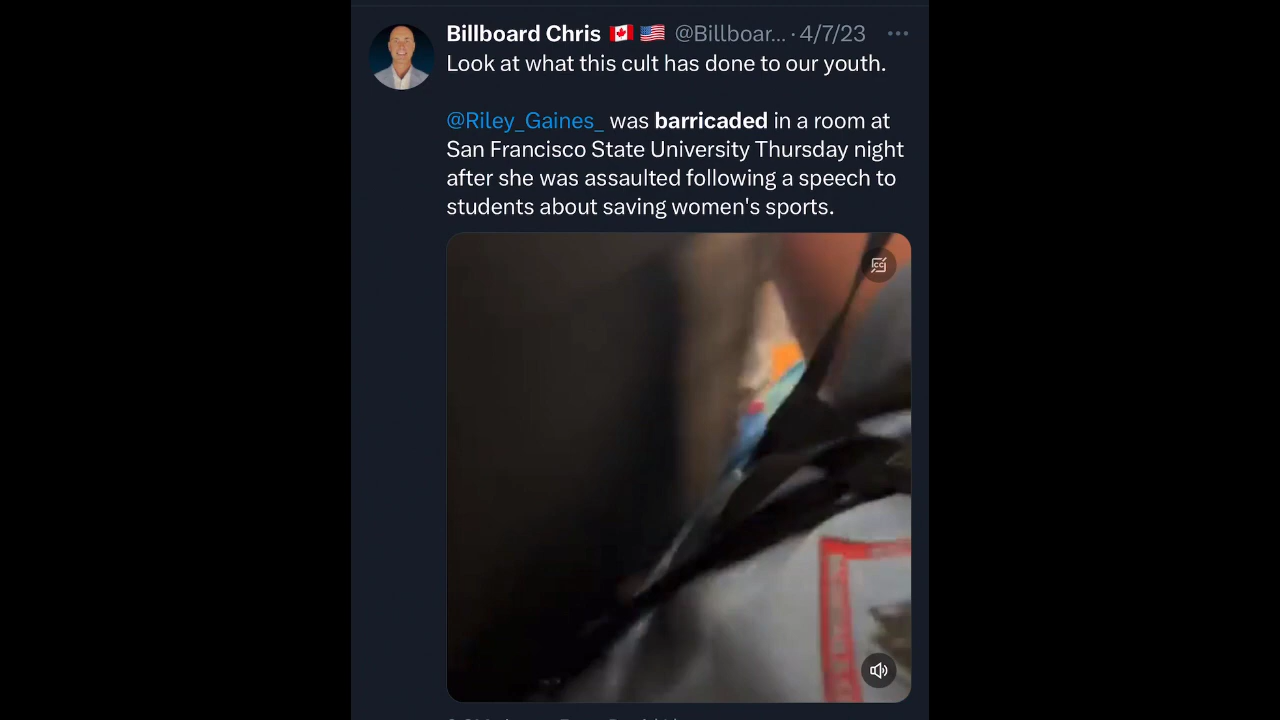 Billboard Chris 🇨🇦 🇺🇸 @Billboar... · 4/7/23
Look at what this cult has done to our youth.
@Riley_Gaines_ was barricaded in a room at
San Francisco State University Thursday night
after she was assaulted following a speech to
students about saving women's sports.